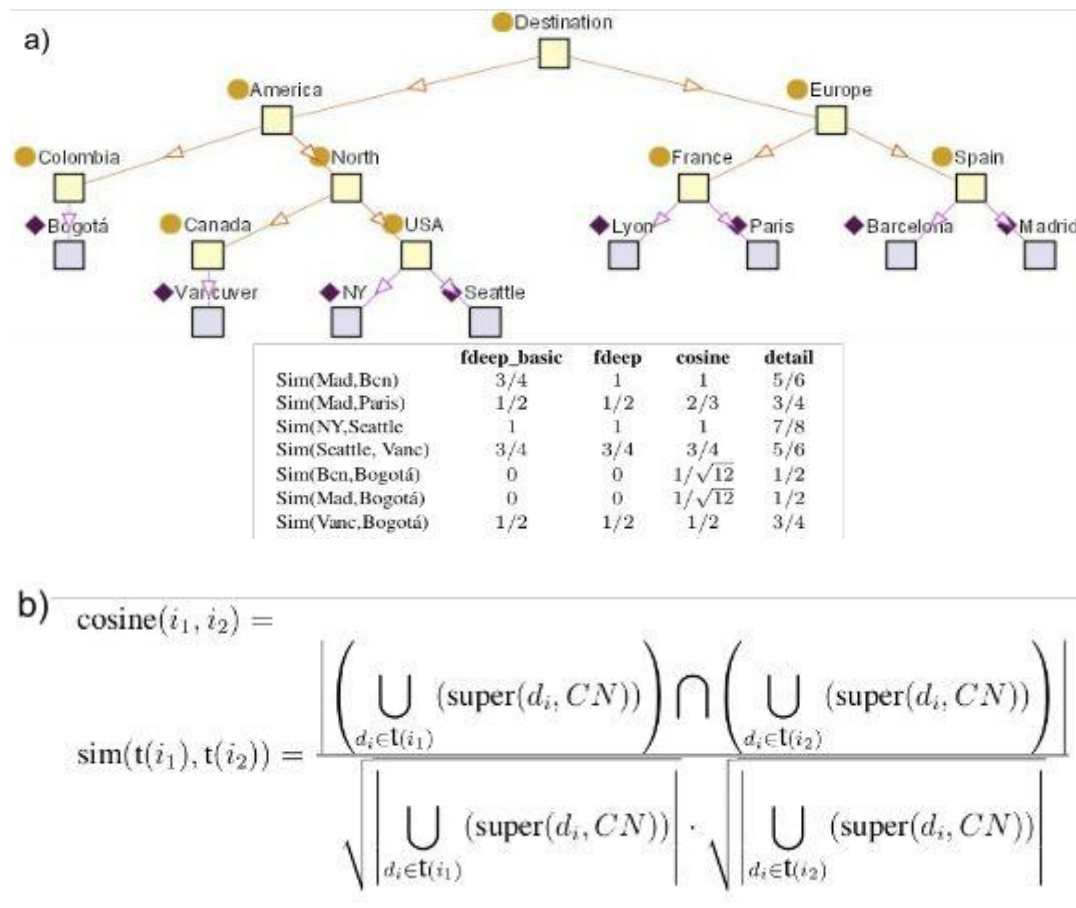 a)
Destination
America
Europe
Colombia
North
France
Spain
Bogotá
Canada
USA
Lyon
Paris
Barcelona
Madrid
Vancuver
NY
Seattle
fdeep_basic fdeep cosine detail
Sim(Mad,Bcn) 3/4 1 1 5/6
Sim(Mad,Paris) 1/2 1/2 2/3 3/4
Sim(NY,Seattle 1 1 1 7/8
Sim(Seattle, Vanc) 3/4 3/4 3/4 5/6
Sim(Bcn,Bogotá) 0 0 1/√12 1/2
Sim(Mad,Bogotá) 0 0 1/√12 1/2
Sim(Vanc,Bogotá) 1/2 1/2 1/2 3/4
b)
cosine(i₁, i₂) =
|(⋃ (super(dᵢ, CN))) ⋂ (⋃ (super(dᵢ, CN)))|
dᵢ∈t(i₁) dᵢ∈t(i₂)
sim(t(i₁), t(i₂)) =
√|⋃ (super(dᵢ, CN))| · √|⋃ (super(dᵢ, CN))|
dᵢ∈t(i₁) dᵢ∈t(i₂)